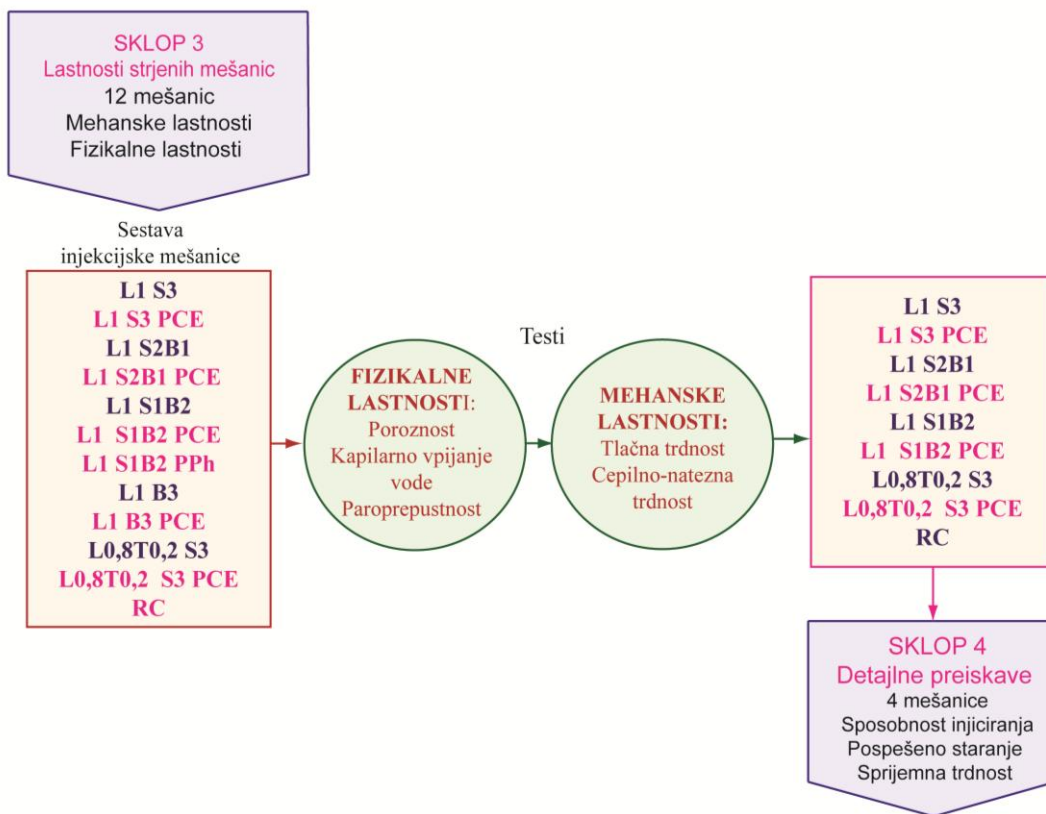 SKLOP 3
Lastnosti strjenih mešanic
12 mešanic
Mehanske lastnosti
Fizikalne lastnosti
Sestava
injekcijske mešanice
L1 S3
L1 S3 PCE
L1 S2B1
L1 S2B1 PCE
L1 S1B2
L1 S1B2 PCE
L1 S1B2 PPh
L1 B3
L1 B3 PCE
L0,8T0,2 S3
L0,8T0,2 S3 PCE
RC
Testi
FIZIKALNE
LASTNOSTI:
Poroznost
Kapilarno vpijanje
vode
Paroprepustnost
MEHANSKE
LASTNOSTI:
Tlačna trdnost
Cepilno-natezna
trdnost
L1 S3
L1 S3 PCE
L1 S2B1
L1 S2B1 PCE
L1 S1B2
L1 S1B2 PCE
L0,8T0,2 S3
L0,8T0,2 S3 PCE
RC
SKLOP 4
Detajlne preiskave
4 mešanice
Sposobnost injiciranja
Pospešeno staranje
Sprijemna trdnost